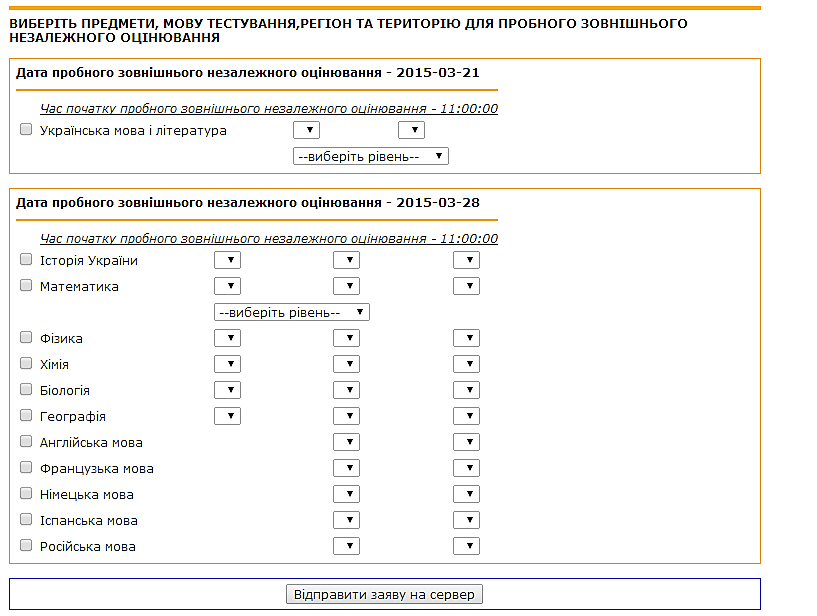 ВИБЕРІТЬ ПРЕДМЕТИ, МОВУ ТЕСТУВАННЯ,РЕГІОН ТА ТЕРИТОРІЮ ДЛЯ ПРОБНОГО ЗОВНІШНЬОГО
НЕЗАЛЕЖНОГО ОЦІНЮВАННЯ
Дата пробного зовнішнього незалежного оцінювання - 2015-03-21
Час початку пробного зовнішнього незалежного оцінювання - 11:00:00
Українська мова і література
--виберіть рівень--
Дата пробного зовнішнього незалежного оцінювання - 2015-03-28
Час початку пробного зовнішнього незалежного оцінювання - 11:00:00
Історія України
Математика
--виберіть рівень--
Фізика
Хімія
Біологія
Географія
Англійська мова
Французька мова
Німецька мова
Іспанська мова
Російська мова
Відправити заяву на сервер